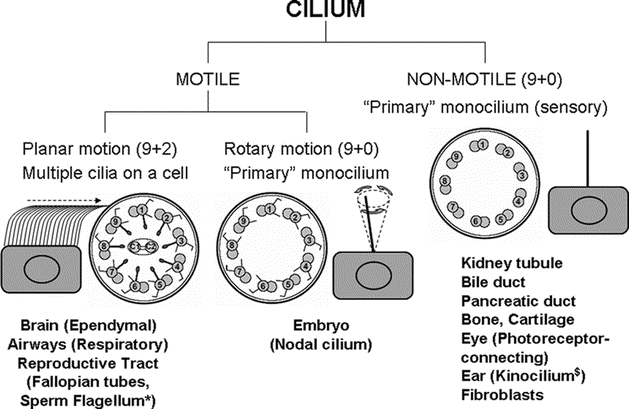 CILIUM
MOTILE
NON-MOTILE (9+0)
"Primary" monocilium (sensory)
Planar motion (9+2)
Multiple cilia on a cell
Rotary motion (9+0)
"Primary" monocilium
1
2
3
4
5
6
7
8
9
C1
C2
1
2
3
4
5
6
7
8
9
1
2
3
4
5
6
7
8
9
Brain (Ependymal)
Airways (Respiratory)
Reproductive Tract
(Fallopian tubes,
Sperm Flagellum*)
Embryo
(Nodal cilium)
Kidney tubule
Bile duct
Pancreatic duct
Bone, Cartilage
Eye (Photoreceptor-
connecting)
Ear (Kinocilium$)
Fibroblasts